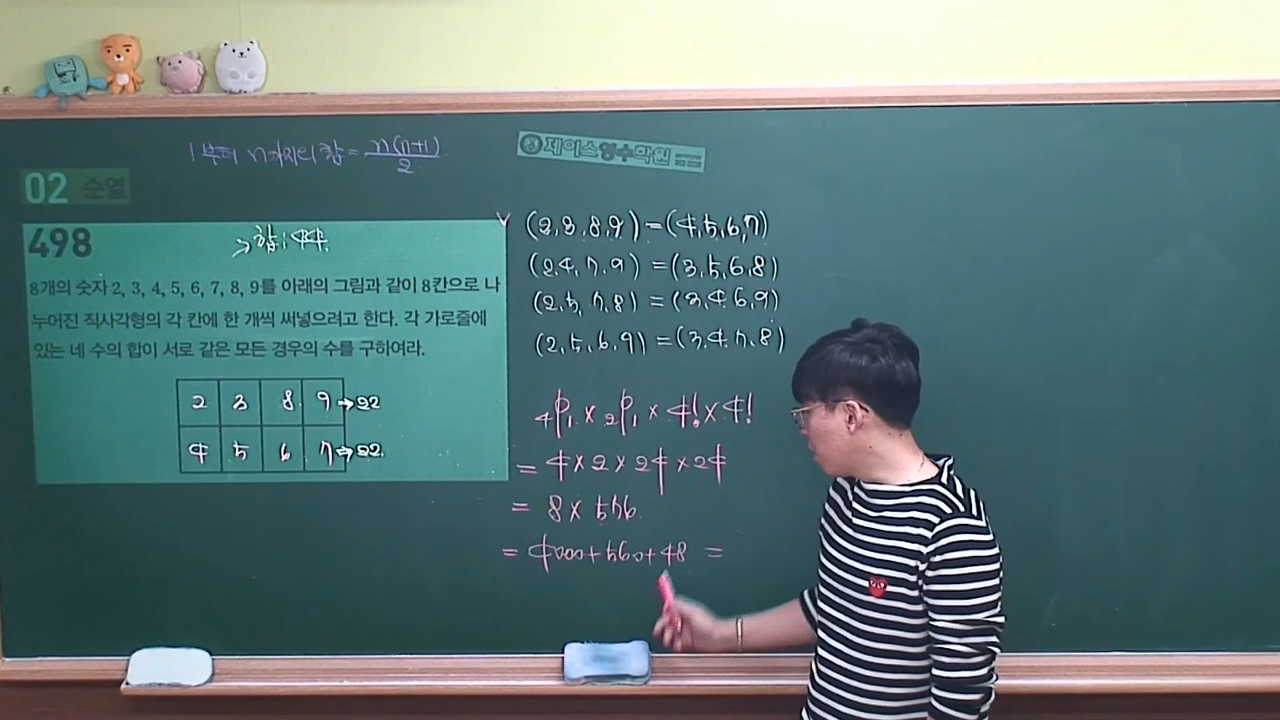 1부터 n까지의 합 = n(n+1)/2
제이스영수학원
02 순열
498
→합:44.
8개의 숫자 2, 3, 4, 5, 6, 7, 8, 9를 아래의 그림과 같이 8칸으로 나
누어진 직사각형의 각 칸에 한 개씩 써넣으려고 한다. 각 가로줄에
있는 네 수의 합이 서로 같은 모든 경우의 수를 구하여라.
2 3 8 9 →22
4 5 6 7 →22
(2,3,8,9)=(4,5,6,7)
(2,4,7,9)=(3,5,6,8)
(2,5,7,8)=(3,4,6,9)
(2,5,6,9)=(3,4,7,8)
₄P₁×₂P₁×4!×4!
=4×2×24×24
=8×576
=4000+560+48=